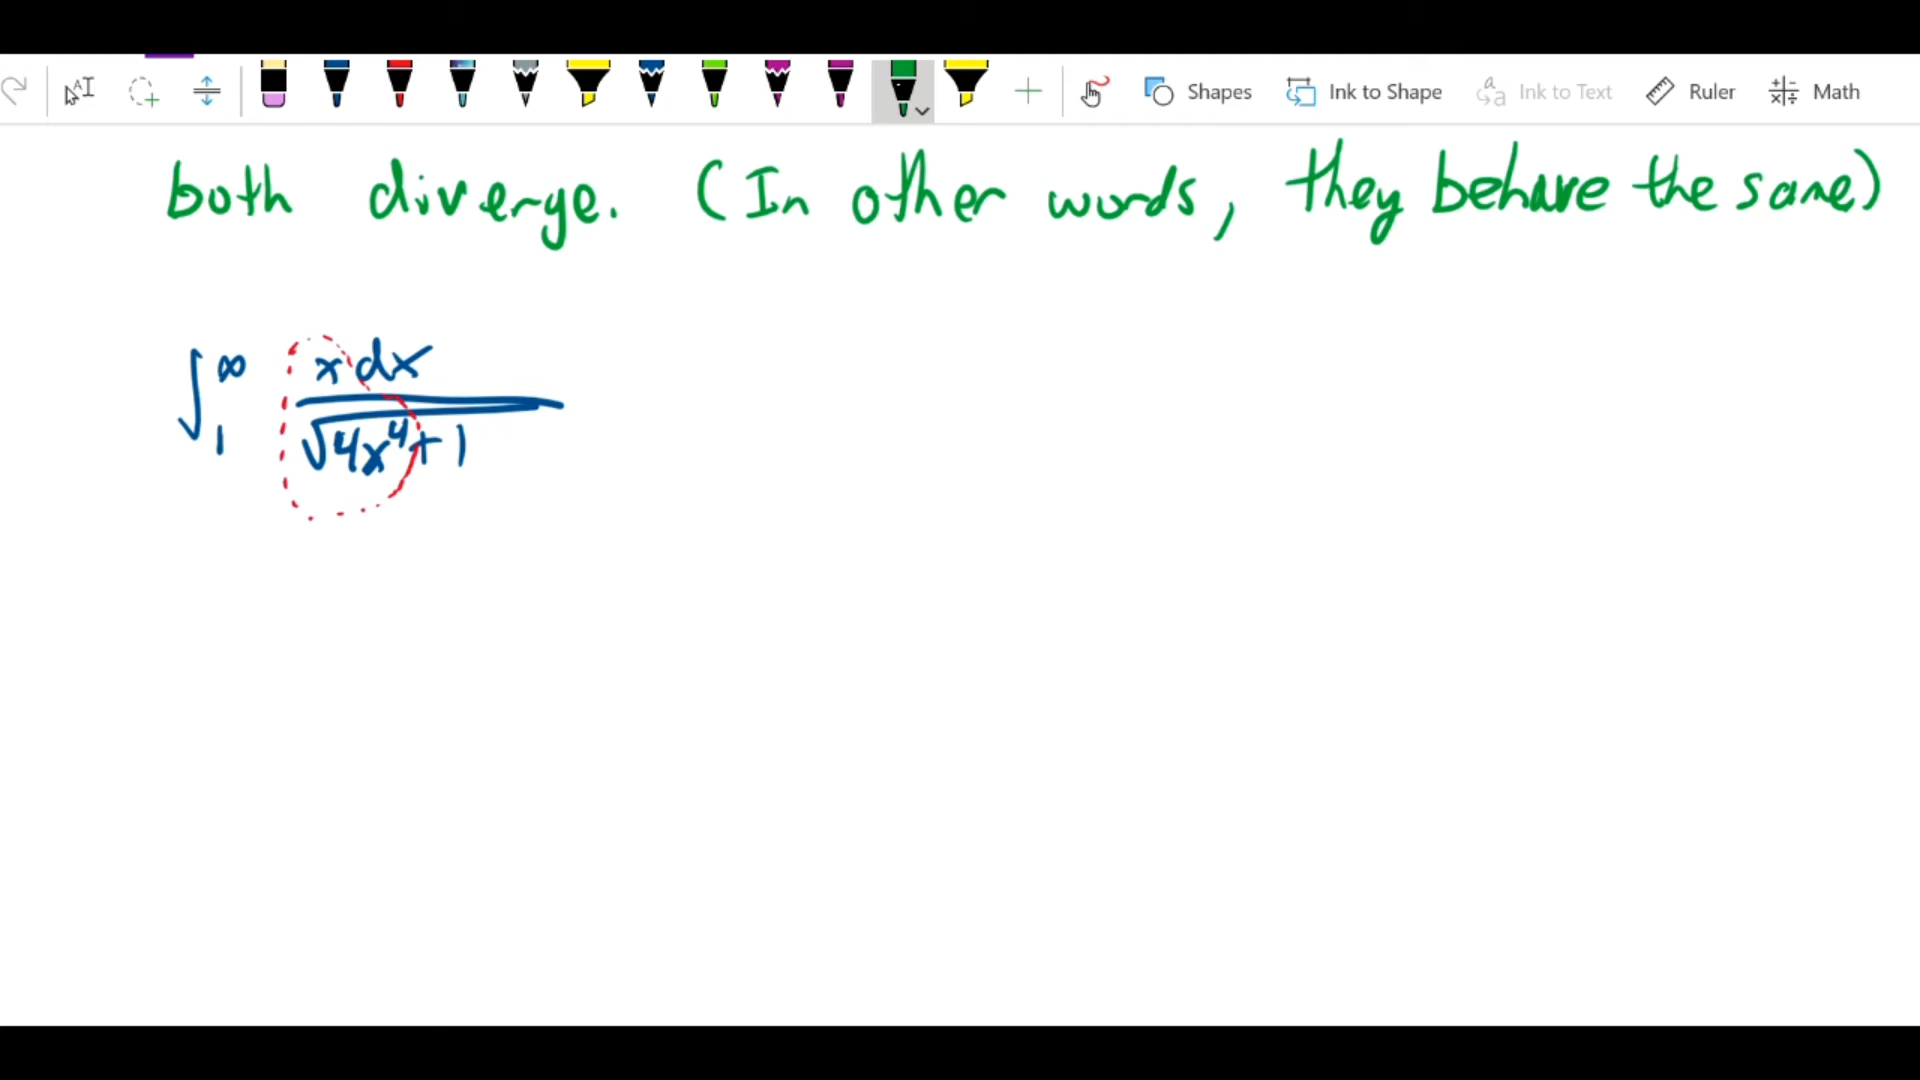 Shapes Ink to Shape Ink to Text Ruler Math
both diverge. (In other words, they behave the same)
∫₁^∞ x dx / √(4x⁴ + 1)